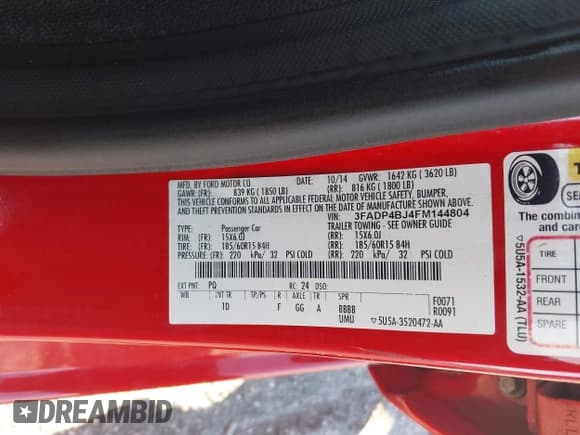 MFD. BY FORD MOTOR CO. DATE: 10/14 GVWR: 1642 KG ( 3620 LB)
GAWR: (FR): 839 KG ( 1850 LB) (RR): 816 KG ( 1800 LB)
THIS VEHICLE CONFORMS TO ALL APPLICABLE FEDERAL MOTOR VEHICLE SAFETY, BUMPER,
AND THEFT PREVENTION STANDARDS IN EFFECT ON THE DATE OF MANUFACTURE SHOWN ABOVE.
VIN: 3FADP4BJ4FM144804
TYPE: Passenger Car TRAILER TOWING - SEE OWNER GUIDE
RIM: (FR) 15X6.0J (RR): 15X6.0J
TIRE: (FR) 185/60R15 84H (RR): 185/60R15 84H
PRESSURE: (FR) 220 kPa/ 32 PSI COLD (RR) 220 kPa/ 32 PSI COLD
EXT PNT: PQ RC: 24 DSO:
WB INT TR TP/PS R AXLE TR SPR F0071
1D F GG A BBBB R0091
UMU ▽5U5A-3520472-AA
T
SEA
The combine
and car
▽5U5A-1532-AA (TLU)
TIRE
FRONT
REAR
SPARE
DREAMBID